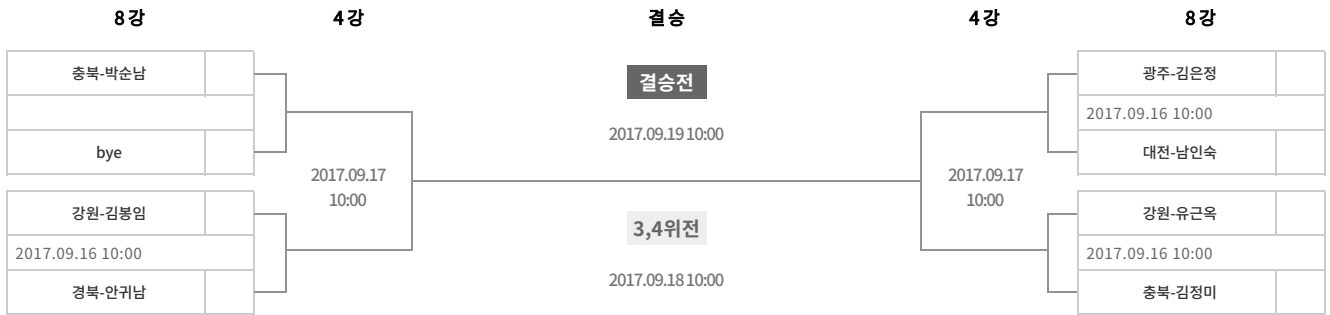 8강
4강
결승
4강
8강
충북-박순남
bye
강원-김봉임
2017.09.16 10:00
경북-안귀남
2017.09.17
10:00
결승전
2017.09.19 10:00
3,4위전
2017.09.18 10:00
2017.09.17
10:00
광주-김은정
2017.09.16 10:00
대전-남인숙
강원-유근옥
2017.09.16 10:00
충북-김정미